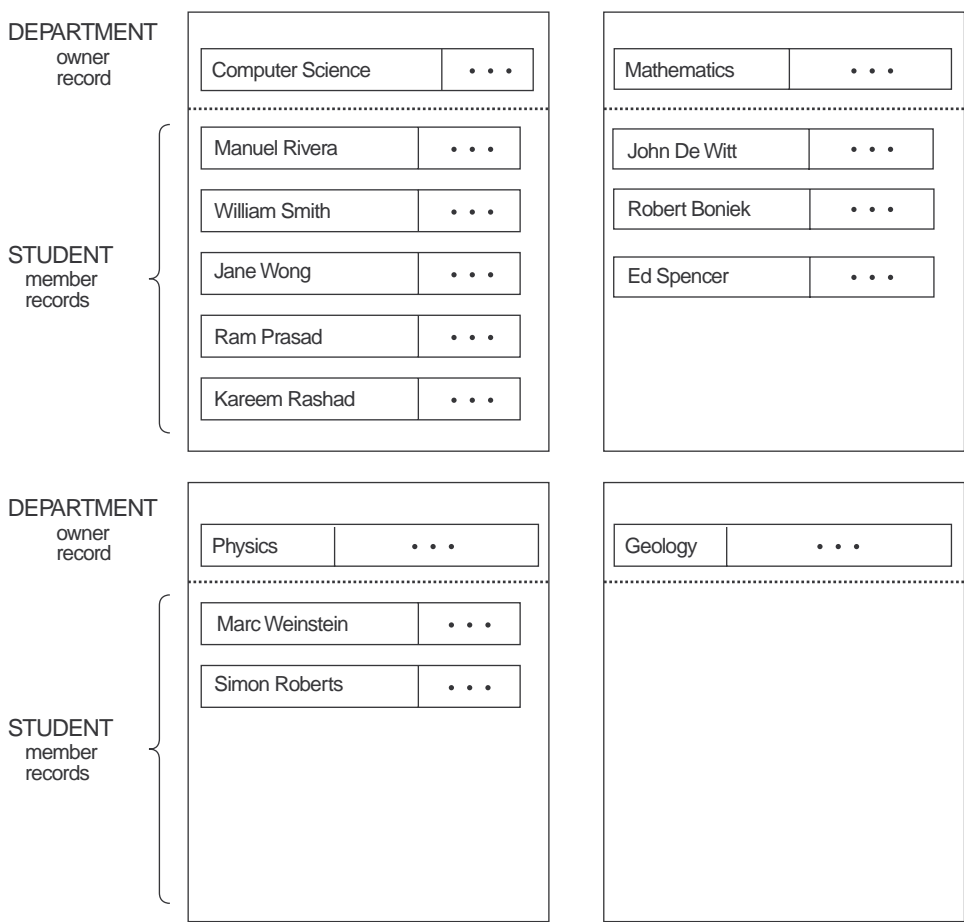 DEPARTMENT
owner
record
Computer Science • • •
Mathematics • • •
STUDENT
member
records
Manuel Rivera • • •
William Smith • • •
Jane Wong • • •
Ram Prasad • • •
Kareem Rashad • • •
John De Witt • • •
Robert Boniek • • •
Ed Spencer • • •
DEPARTMENT
owner
record
Physics • • •
Geology • • •
STUDENT
member
records
Marc Weinstein • • •
Simon Roberts • • •